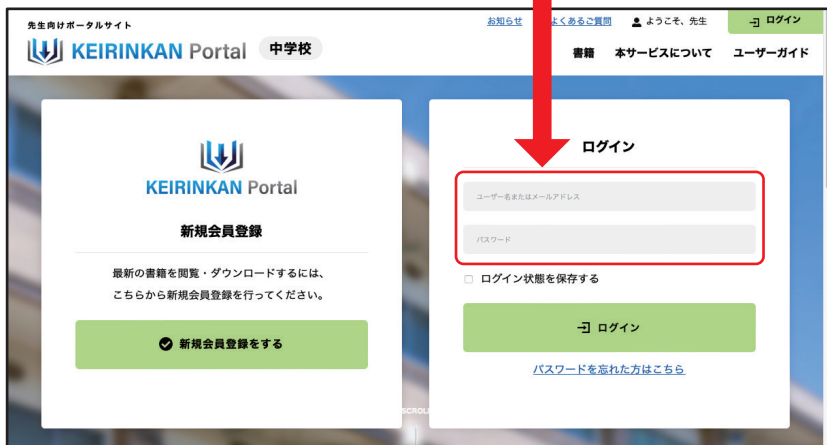 先生向けポータルサイト
お知らせ
よくあるご質問
ようこそ、先生
ログイン
KEIRINKAN Portal
中学校
書籍
本サービスについて
ユーザーガイド
KEIRINKAN Portal
新規会員登録
最新の書籍を閲覧・ダウンロードするには、
こちらから新規会員登録を行ってください。
新規会員登録をする
ログイン
ユーザー名またはメールアドレス
パスワード
ログイン状態を保存する
ログイン
パスワードを忘れた方はこちら
SCROLL